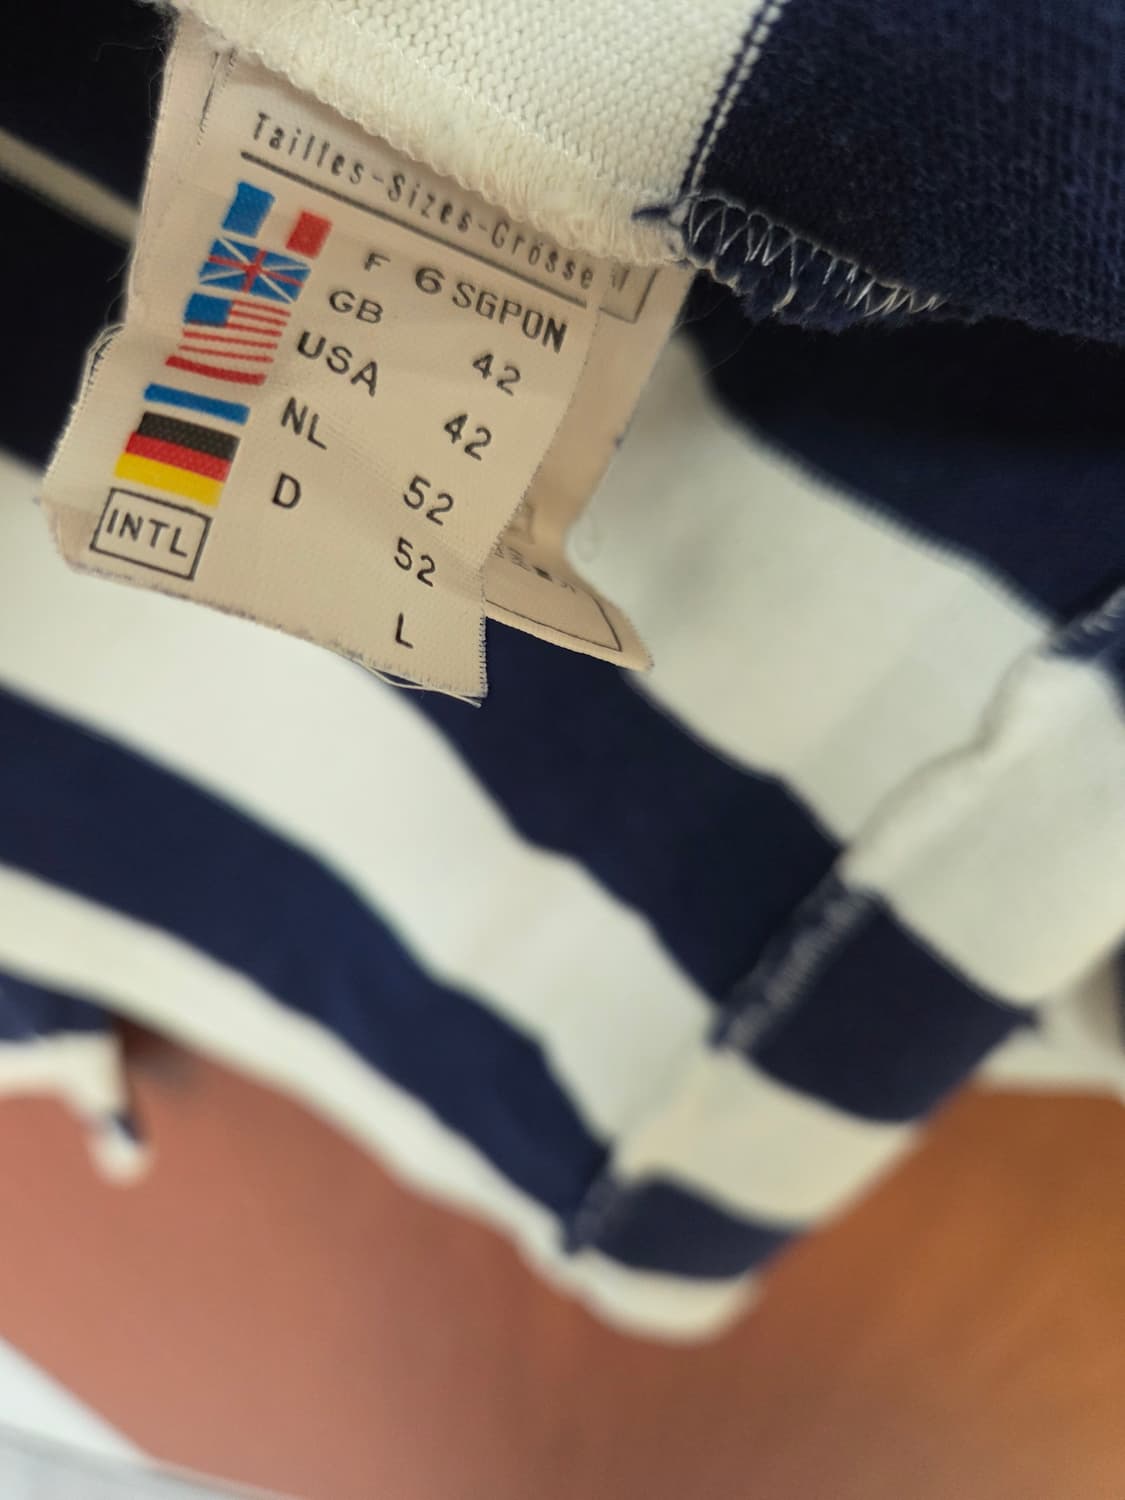 Tailles-Sizes-Grösse
F 6 SGPON
GB 42
USA 42
NL 52
D 52
INTL L